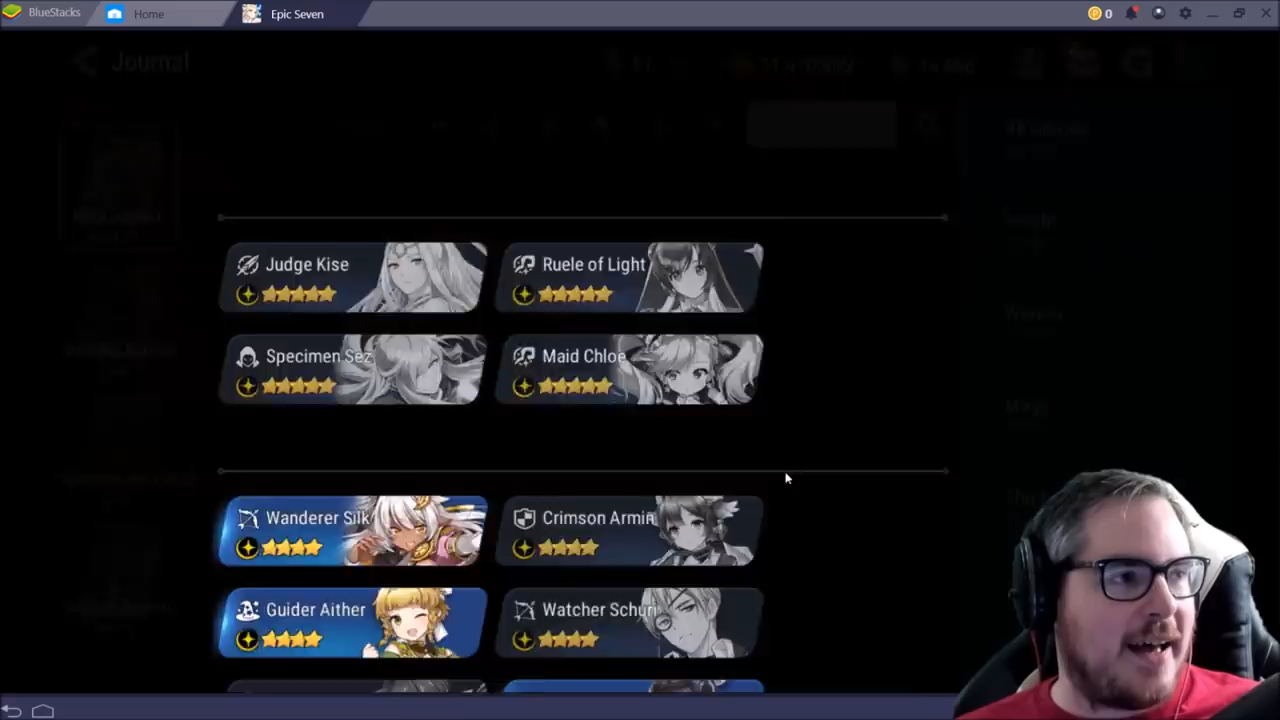 BlueStacks
Home
Epic Seven
0
Journal
Judge Kise
Ruele of Light
Specimen Sez
Maid Chloe
Wanderer Silk
Crimson Armin
Guider Aither
Watcher Schuri